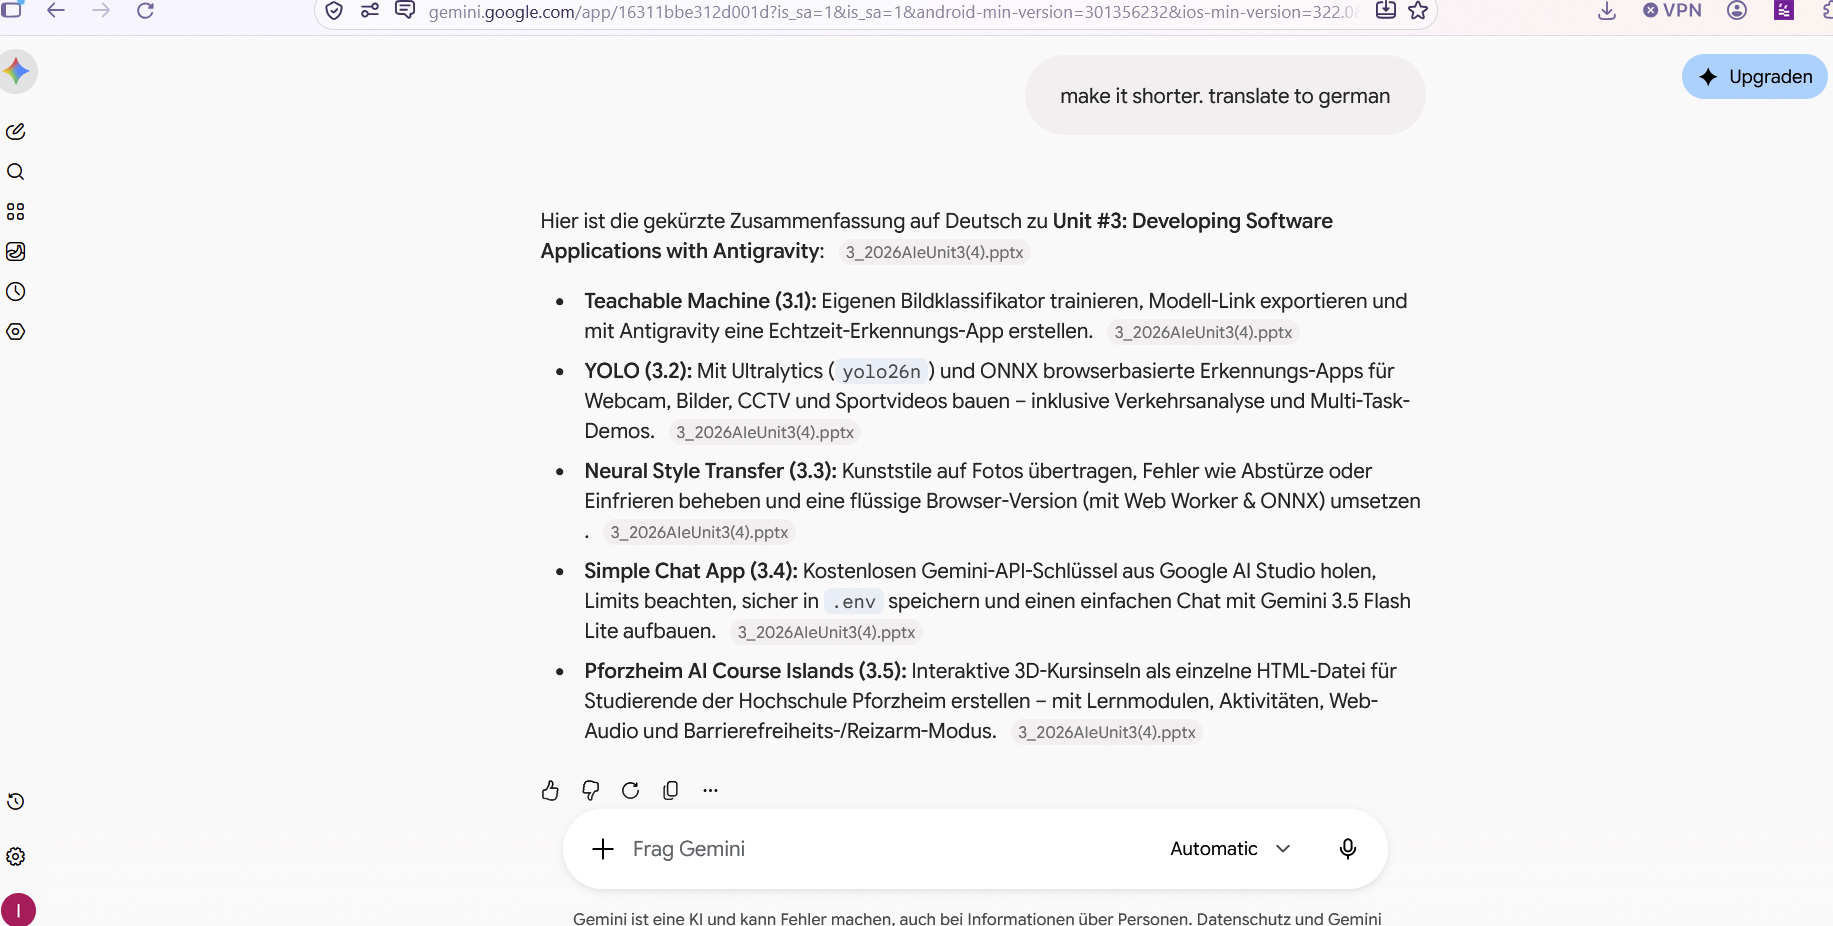 gemini.google.com/app/16311bbe312d001d?is_sa=1&is_sa=1&android-min-version=301356232&ios-min-version=322.0
VPN
make it shorter. translate to german
Upgraden
Hier ist die gekürzte Zusammenfassung auf Deutsch zu Unit #3: Developing Software
Applications with Antigravity: 3_2026AIeUnit3(4).pptx
• Teachable Machine (3.1): Eigenen Bildklassifikator trainieren, Modell-Link exportieren und
mit Antigravity eine Echtzeit-Erkennungs-App erstellen. 3_2026AIeUnit3(4).pptx
• YOLO (3.2): Mit Ultralytics ( yolo26n ) und ONNX browserbasierte Erkennungs-Apps für
Webcam, Bilder, CCTV und Sportvideos bauen – inklusive Verkehrsanalyse und Multi-Task-
Demos. 3_2026AIeUnit3(4).pptx
• Neural Style Transfer (3.3): Kunststile auf Fotos übertragen, Fehler wie Abstürze oder
Einfrieren beheben und eine flüssige Browser-Version (mit Web Worker & ONNX) umsetzen
. 3_2026AIeUnit3(4).pptx
• Simple Chat App (3.4): Kostenlosen Gemini-API-Schlüssel aus Google AI Studio holen,
Limits beachten, sicher in .env speichern und einen einfachen Chat mit Gemini 3.5 Flash
Lite aufbauen. 3_2026AIeUnit3(4).pptx
• Pforzheim AI Course Islands (3.5): Interaktive 3D-Kursinseln als einzelne HTML-Datei für
Studierende der Hochschule Pforzheim erstellen – mit Lernmodulen, Aktivitäten, Web-
Audio und Barrierefreiheits-/Reizarm-Modus. 3_2026AIeUnit3(4).pptx
Frag Gemini
Automatic
I
Gemini ist eine KI und kann Fehler machen, auch bei Informationen über Personen. Datenschutz und Gemini